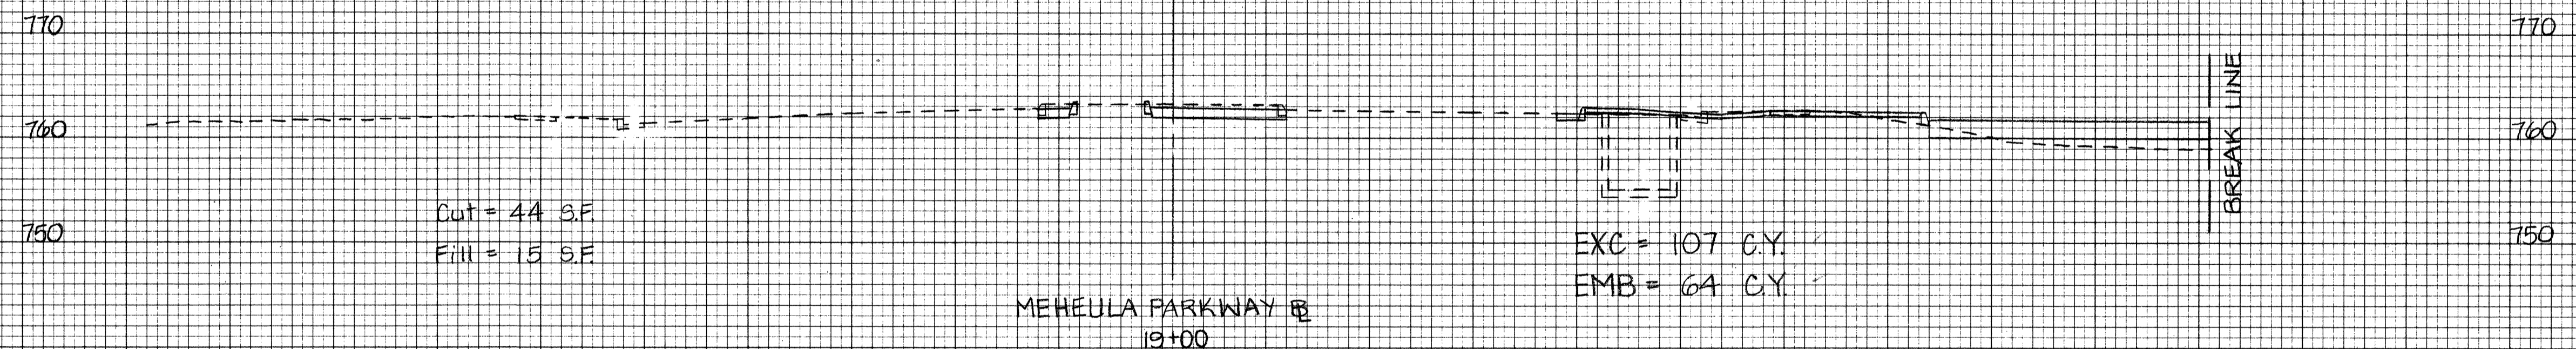 770 770
760 760
BREAK LINE
Cut = 44 S.F.
750 750
EXC = 107 C.Y.
Fill = 15 S.F.
EMB = 64 C.Y.
MEHEULA PARKWAY BL
19+00